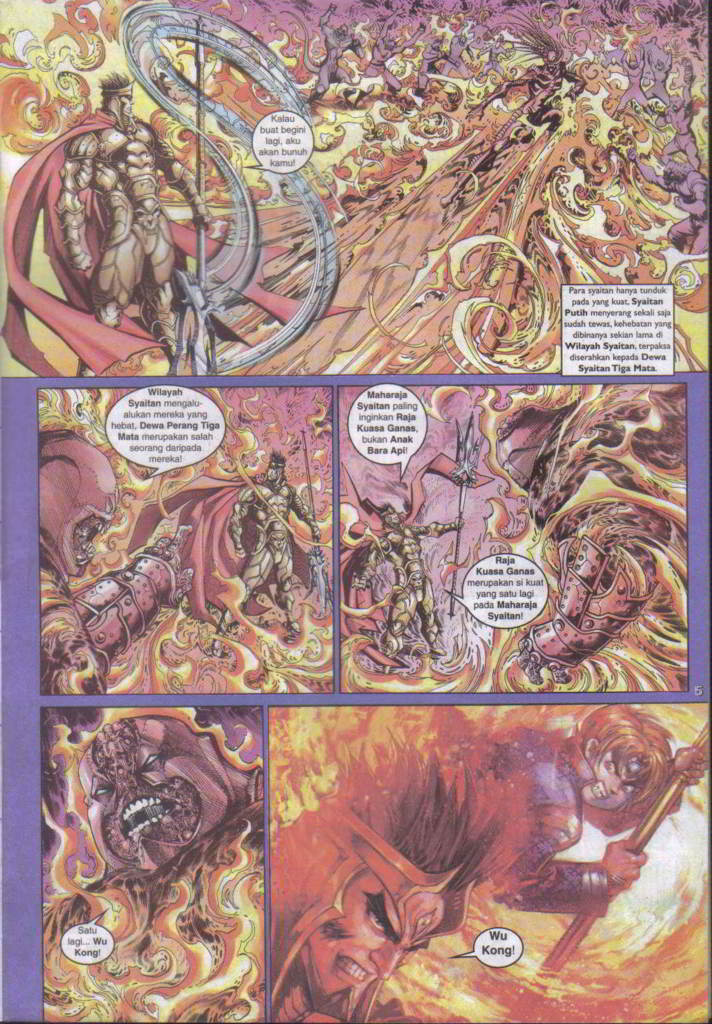 Kalau
buat begini
lagi, aku
akan bunuh
kamu!
Para syaitan hanya tunduk
pada yang kuat, Syaitan
Putih menyerang sekali saja
sudah tewas, kehebatan yang
dibinanya sekian lama di
Wilayah Syaitan, terpaksa
diserahkan kepada Dewa
Syaitan Tiga Mata.
Wilayah
Syaitan mengalu-
alukan mereka yang
hebat, Dewa Perang Tiga
Mata merupakan salah
seorang daripada
mereka!
Maharaja
Syaitan paling
inginkan Raja
Kuasa Ganas,
bukan Anak
Bara Api!
Raja
Kuasa Ganas
merupakan si kuat
yang satu lagi
pada Maharaja
Syaitan!
5
Satu
lagi... Wu
Kong!
Wu
Kong!